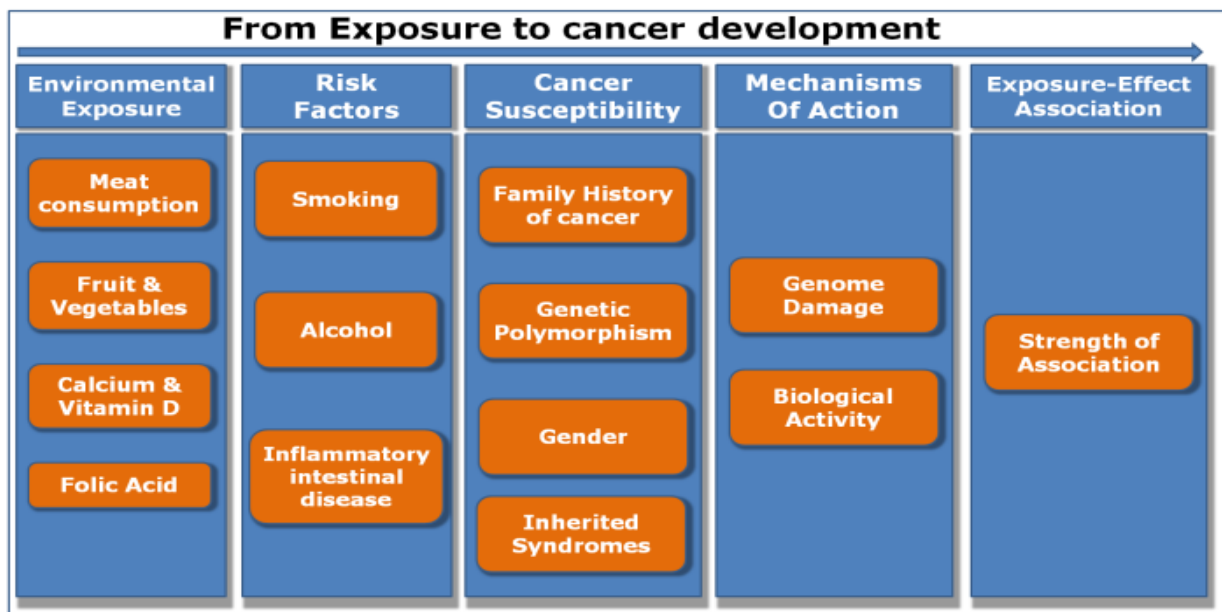 From Exposure to cancer development
Environmental
Exposure
Risk
Factors
Cancer
Susceptibility
Mechanisms
Of Action
Exposure-Effect
Association
Meat
consumption
Fruit &
Vegetables
Calcium &
Vitamin D
Folic Acid
Smoking
Alcohol
Inflammatory
intestinal
disease
Family History
of cancer
Genetic
Polymorphism
Gender
Inherited
Syndromes
Genome
Damage
Biological
Activity
Strength of
Association